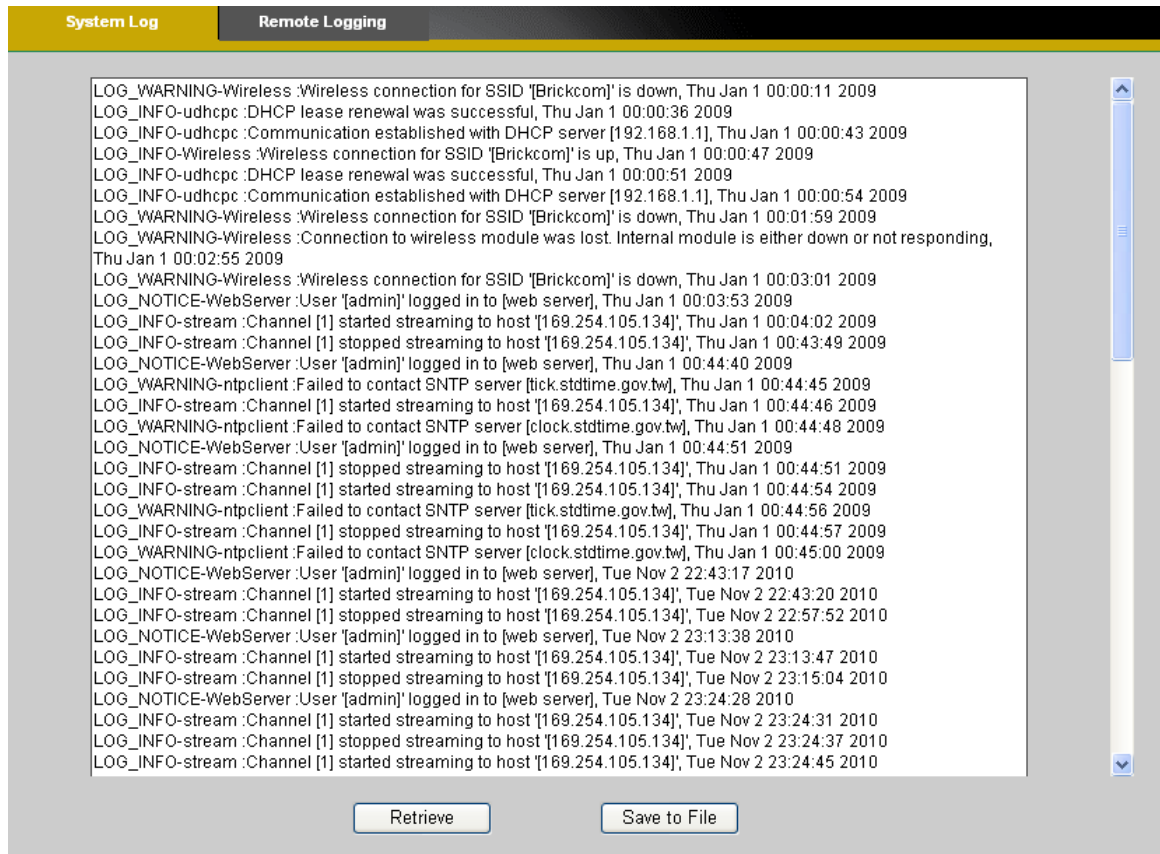 System Log
Remote Logging
LOG_WARNING-Wireless :Wireless connection for SSID '[Brickcom]' is down, Thu Jan 1 00:00:11 2009
LOG_INFO-udhcpc :DHCP lease renewal was successful, Thu Jan 1 00:00:36 2009
LOG_INFO-udhcpc :Communication established with DHCP server [192.168.1.1], Thu Jan 1 00:00:43 2009
LOG_INFO-Wireless :Wireless connection for SSID '[Brickcom]' is up, Thu Jan 1 00:00:47 2009
LOG_INFO-udhcpc :DHCP lease renewal was successful, Thu Jan 1 00:00:51 2009
LOG_INFO-udhcpc :Communication established with DHCP server [192.168.1.1], Thu Jan 1 00:00:54 2009
LOG_WARNING-Wireless :Wireless connection for SSID '[Brickcom]' is down, Thu Jan 1 00:01:59 2009
LOG_WARNING-Wireless :Connection to wireless module was lost. Internal module is either down or not responding,
Thu Jan 1 00:02:55 2009
LOG_WARNING-Wireless :Wireless connection for SSID '[Brickcom]' is down, Thu Jan 1 00:03:01 2009
LOG_NOTICE-WebServer :User '[admin]' logged in to [web server], Thu Jan 1 00:03:53 2009
LOG_INFO-stream :Channel [1] started streaming to host '[169.254.105.134]', Thu Jan 1 00:04:02 2009
LOG_INFO-stream :Channel [1] stopped streaming to host '[169.254.105.134]', Thu Jan 1 00:43:49 2009
LOG_NOTICE-WebServer :User '[admin]' logged in to [web server], Thu Jan 1 00:44:40 2009
LOG_WARNING-ntpclient :Failed to contact SNTP server [tick.stdtime.gov.tw], Thu Jan 1 00:44:45 2009
LOG_INFO-stream :Channel [1] started streaming to host '[169.254.105.134]', Thu Jan 1 00:44:46 2009
LOG_WARNING-ntpclient :Failed to contact SNTP server [clock.stdtime.gov.tw], Thu Jan 1 00:44:48 2009
LOG_NOTICE-WebServer :User '[admin]' logged in to [web server], Thu Jan 1 00:44:51 2009
LOG_INFO-stream :Channel [1] stopped streaming to host '[169.254.105.134]', Thu Jan 1 00:44:51 2009
LOG_INFO-stream :Channel [1] started streaming to host '[169.254.105.134]', Thu Jan 1 00:44:54 2009
LOG_WARNING-ntpclient :Failed to contact SNTP server [tick.stdtime.gov.tw], Thu Jan 1 00:44:56 2009
LOG_INFO-stream :Channel [1] stopped streaming to host '[169.254.105.134]', Thu Jan 1 00:44:57 2009
LOG_WARNING-ntpclient :Failed to contact SNTP server [clock.stdtime.gov.tw], Thu Jan 1 00:45:00 2009
LOG_NOTICE-WebServer :User '[admin]' logged in to [web server], Tue Nov 2 22:43:17 2010
LOG_INFO-stream :Channel [1] started streaming to host '[169.254.105.134]', Tue Nov 2 22:43:20 2010
LOG_INFO-stream :Channel [1] stopped streaming to host '[169.254.105.134]', Tue Nov 2 22:57:52 2010
LOG_NOTICE-WebServer :User '[admin]' logged in to [web server], Tue Nov 2 23:13:38 2010
LOG_INFO-stream :Channel [1] started streaming to host '[169.254.105.134]', Tue Nov 2 23:13:47 2010
LOG_INFO-stream :Channel [1] stopped streaming to host '[169.254.105.134]', Tue Nov 2 23:15:04 2010
LOG_NOTICE-WebServer :User '[admin]' logged in to [web server], Tue Nov 2 23:24:28 2010
LOG_INFO-stream :Channel [1] started streaming to host '[169.254.105.134]', Tue Nov 2 23:24:31 2010
LOG_INFO-stream :Channel [1] stopped streaming to host '[169.254.105.134]', Tue Nov 2 23:24:37 2010
LOG_INFO-stream :Channel [1] started streaming to host '[169.254.105.134]', Tue Nov 2 23:24:45 2010
Retrieve
Save to File